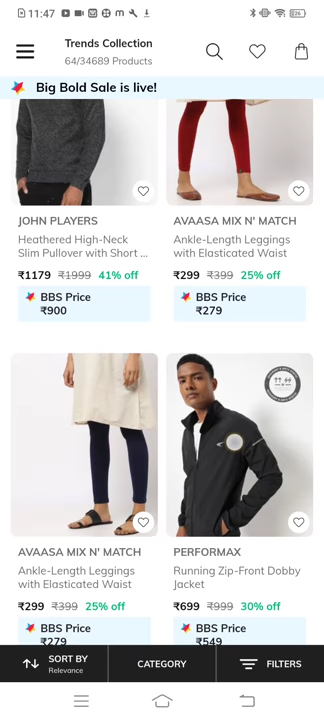 11:47
26
Trends Collection
64/34689 Products
Big Bold Sale is live!
JOHN PLAYERS
Heathered High-Neck
Slim Pullover with Short ...
₹1179 ₹1999 41% off
BBS Price
₹900
AVAASA MIX N' MATCH
Ankle-Length Leggings
with Elasticated Waist
₹299 ₹399 25% off
BBS Price
₹279
AVAASA MIX N' MATCH
Ankle-Length Leggings
with Elasticated Waist
₹299 ₹399 25% off
BBS Price
₹279
PERFORMAX
Running Zip-Front Dobby
Jacket
₹699 ₹999 30% off
BBS Price
₹549
SORT BY
Relevance
CATEGORY
FILTERS